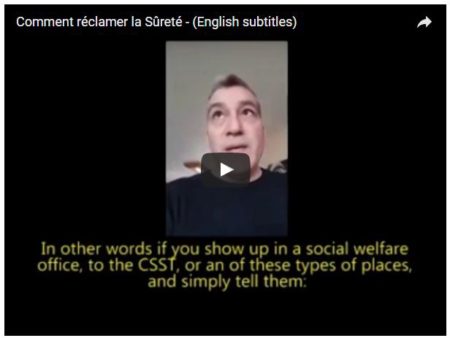 Comment réclamer la Sûreté - (English subtitles)
In other words if you show up in a social welfare
office, to the CSST, or an of these types of places,
and simply tell them: